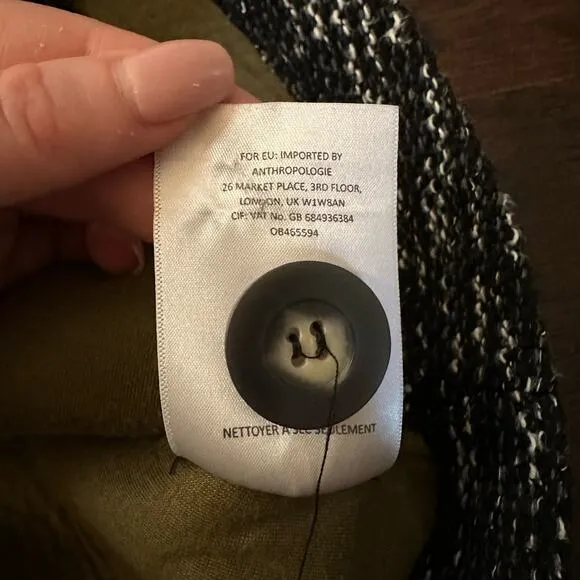 FOR EU: IMPORTED BY
ANTHROPOLOGIE
26 MARKET PLACE, 3RD FLOOR,
LONDON, UK W1W8AN
CIF: VAT No. GB 684936384
OB465594
NETTOYER A SEC SEULEMENT